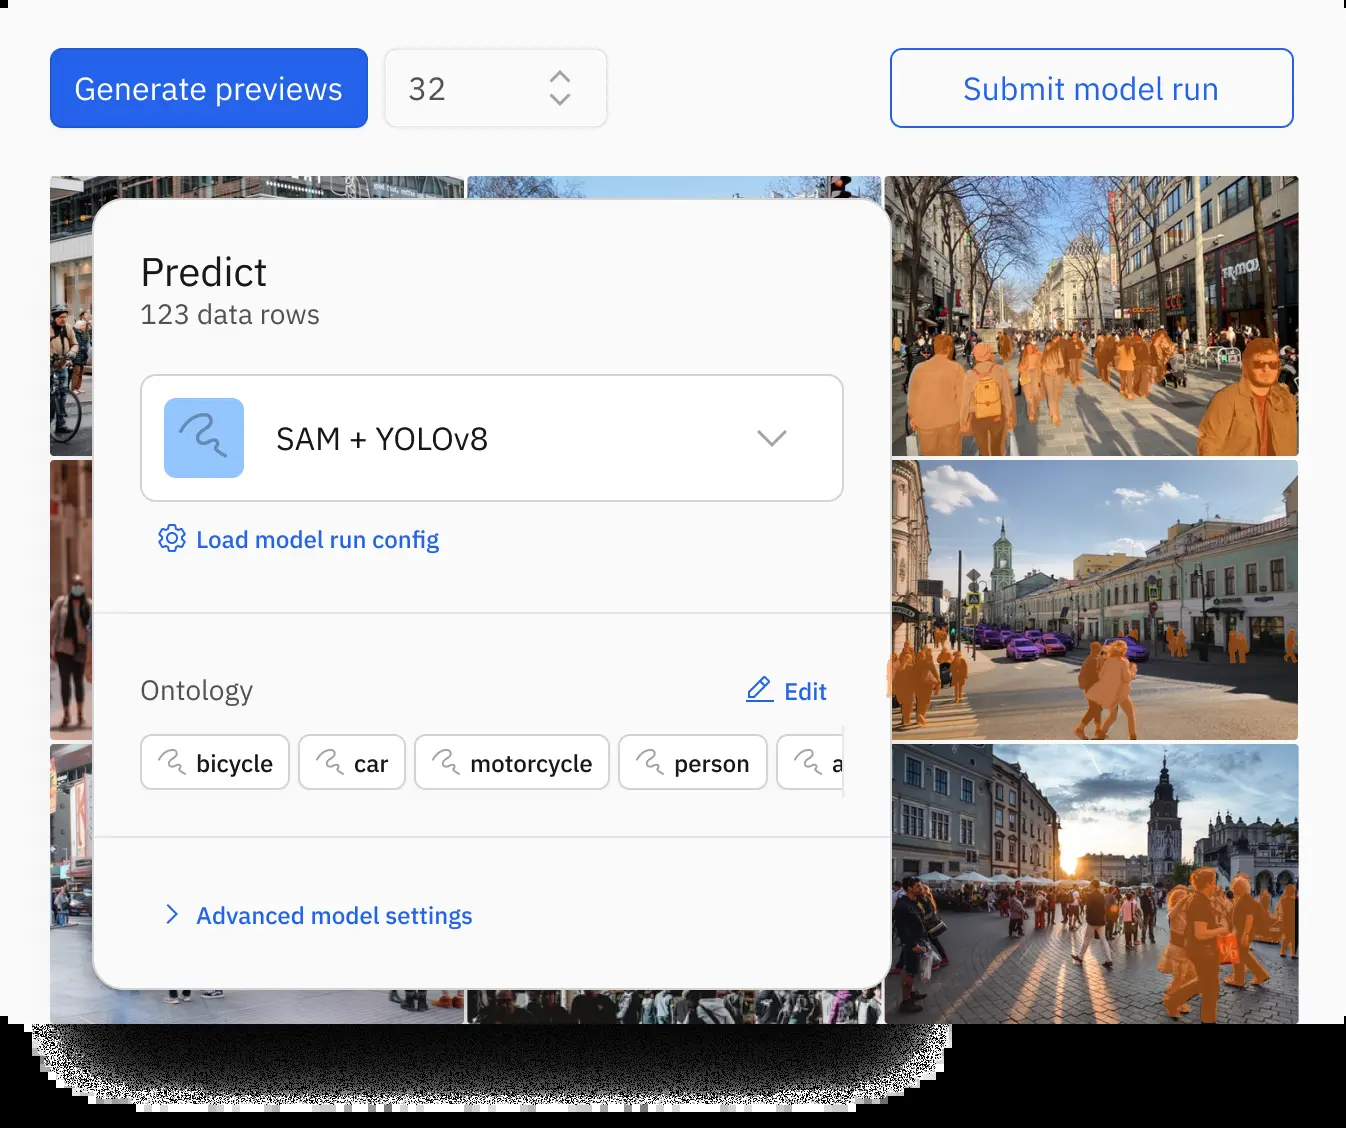 Generate previews
32
Submit model run
Predict
123 data rows
SAM + YOLOv8
Load model run config
Ontology
Edit
bicycle
car
motorcycle
person
a
Advanced model settings